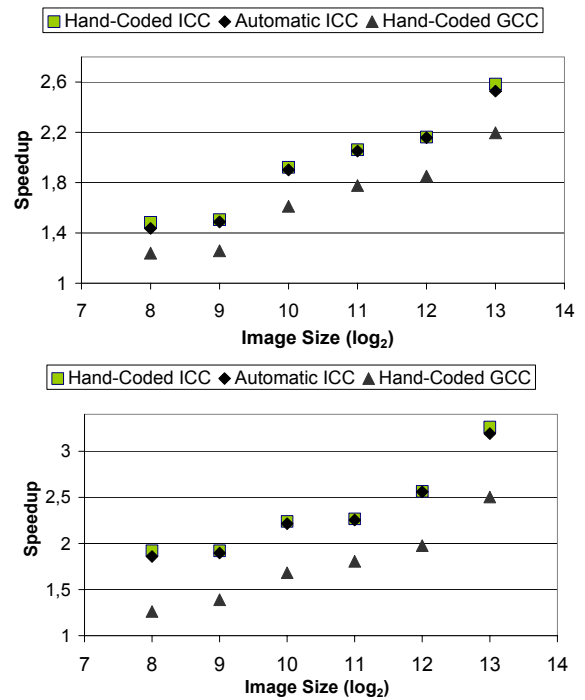 Hand-Coded ICC Automatic ICC Hand-Coded GCC
2,6
2,2
1,8
1,4
1
Speedup
7 8 9 10 11 12 13 14
Image Size (log2)
Hand-Coded ICC Automatic ICC Hand-Coded GCC
3
2,5
2
1,5
1
Speedup
7 8 9 10 11 12 13 14
Image Size (log2)